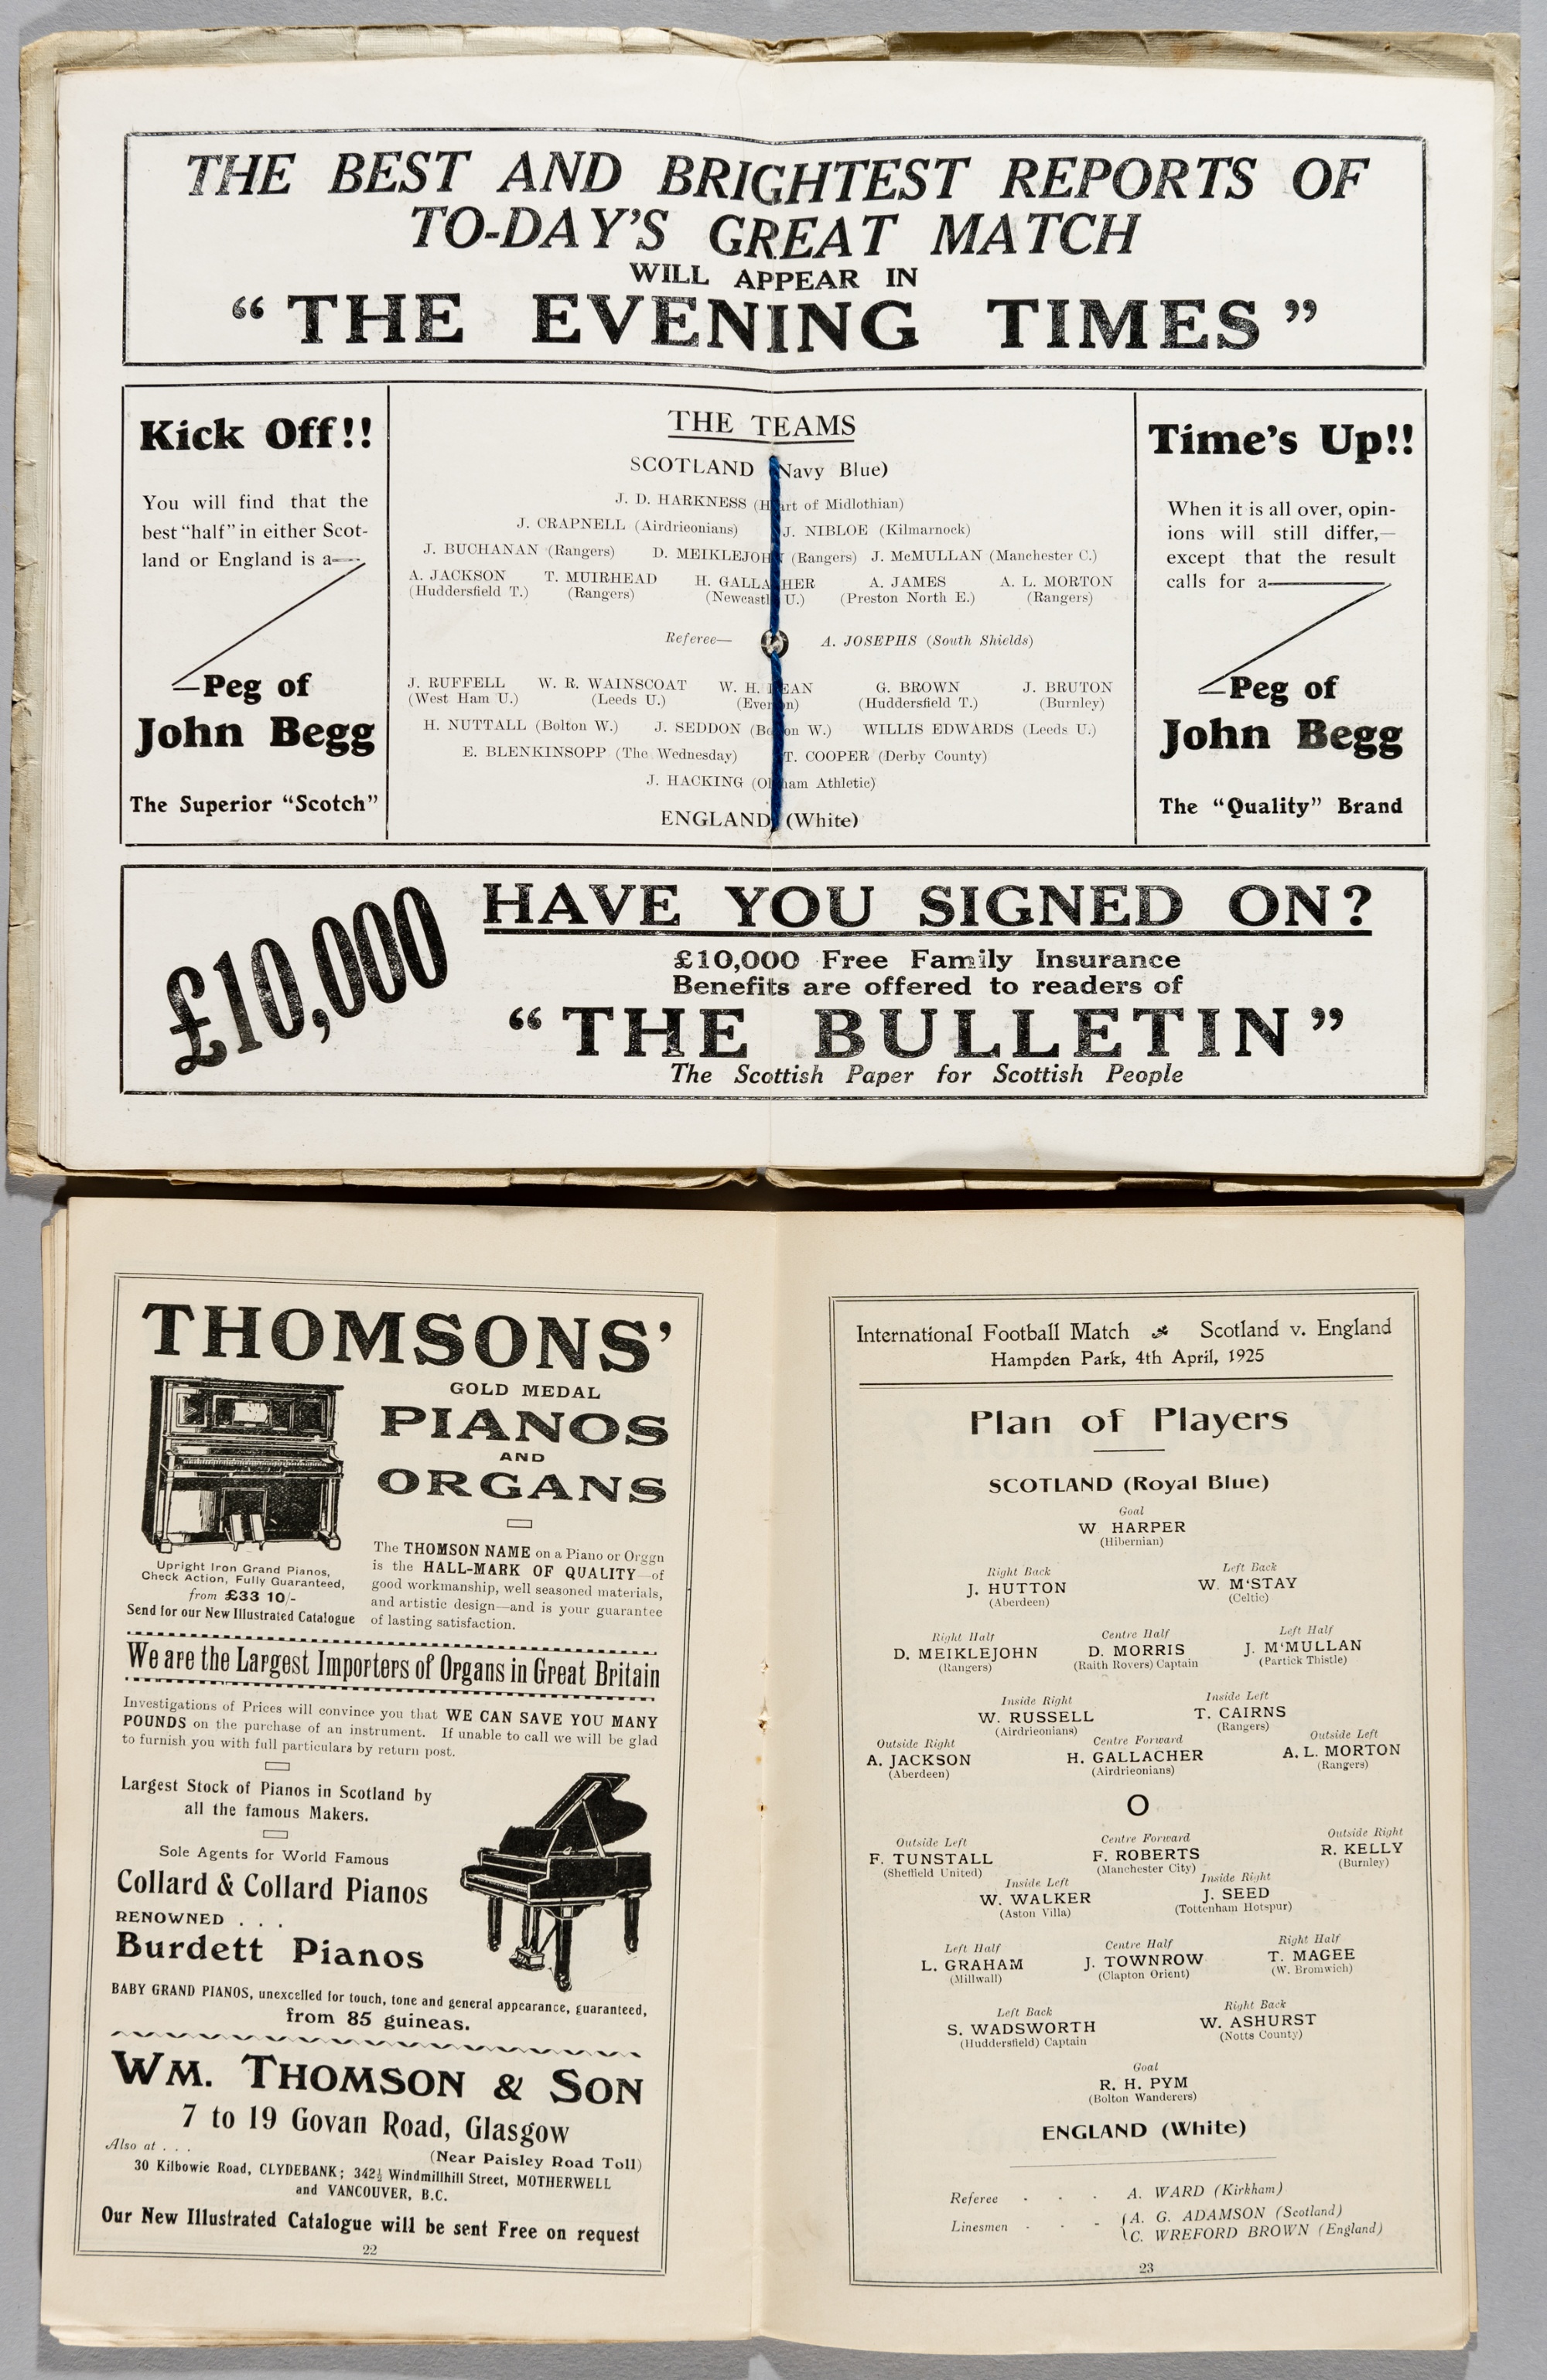 THE BEST AND BRIGHTEST REPORTS OF
TO-DAY'S GREAT MATCH
WILL APPEAR IN
"THE EVENING TIMES"
Kick Off!!
You will find that the
best "half" in either Scot-
land or England is a—
Peg of
John Begg
The Superior "Scotch"
THE TEAMS
SCOTLAND (Navy Blue)
J. D. HARKNESS (Heart of Midlothian)
J. CRAPNELL (Airdrieonians) J. NIBLOE (Kilmarnock)
J. BUCHANAN (Rangers) D. MEIKLEJOHN (Rangers) J. McMULLAN (Manchester C.)
A. JACKSON T. MUIRHEAD H. GALLACHER A. JAMES A. L. MORTON
(Huddersfield T.) (Rangers) (Newcastle U.) (Preston North E.) (Rangers)
Referee— A. JOSEPHS (South Shields)
J. RUFFELL W. R. WAINSCOAT W. H. DEAN G. BROWN J. BRUTON
(West Ham U.) (Leeds U.) (Everton) (Huddersfield T.) (Burnley)
H. NUTTALL (Bolton W.) J. SEDDON (Bolton W.) WILLIS EDWARDS (Leeds U.)
E. BLENKINSOPP (The Wednesday) T. COOPER (Derby County)
J. HACKING (Oldham Athletic)
ENGLAND (White)
Time's Up!!
When it is all over, opin-
ions will still differ,—
except that the result
calls for a—
Peg of
John Begg
The "Quality" Brand
£10,000
HAVE YOU SIGNED ON?
£10,000 Free Family Insurance
Benefits are offered to readers of
"THE BULLETIN"
The Scottish Paper for Scottish People
THOMSONS'
GOLD MEDAL
PIANOS
AND
ORGANS
Upright Iron Grand Pianos,
Check Action, Fully Guaranteed,
from £33 10/-
Send for our New Illustrated Catalogue
The THOMSON NAME on a Piano or Orggn
is the HALL-MARK OF QUALITY—of
good workmanship, well seasoned materials,
and artistic design—and is your guarantee
of lasting satisfaction.
We are the Largest Importers of Organs in Great Britain
Investigations of Prices will convince you that WE CAN SAVE YOU MANY
POUNDS on the purchase of an instrument. If unable to call we will be glad
to furnish you with full particulars by return post.
Largest Stock of Pianos in Scotland by
all the famous Makers.
Sole Agents for World Famous
Collard & Collard Pianos
RENOWNED . . .
Burdett Pianos
BABY GRAND PIANOS, unexcelled for touch, tone and general appearance, guaranteed,
from 85 guineas.
WM. THOMSON & SON
7 to 19 Govan Road, Glasgow
Also at . . . (Near Paisley Road Toll)
30 Kilbowie Road, CLYDEBANK; 342½ Windmillhill Street, MOTHERWELL
and VANCOUVER, B.C.
Our New Illustrated Catalogue will be sent Free on request
22
International Football Match Scotland v. England
Hampden Park, 4th April, 1925
Plan of Players
SCOTLAND (Royal Blue)
Goal
W HARPER
(Hibernian)
Right Back Left Back
J. HUTTON W. M'STAY
(Aberdeen) (Celtic)
Right Half Centre Half Left Half
D. MEIKLEJOHN D. MORRIS J. M'MULLAN
(Rangers) (Raith Rovers) Captain (Partick Thistle)
Inside Right Inside Left
W. RUSSELL T. CAIRNS
(Airdrieonians) (Rangers)
Outside Right Centre Forward Outside Left
A. JACKSON H. GALLACHER A. L. MORTON
(Aberdeen) (Airdrieonians) (Rangers)
O
Outside Left Centre Forward Outside Right
F. TUNSTALL F. ROBERTS R. KELLY
(Sheffield United) (Manchester City) (Burnley)
Inside Left Inside Right
W. WALKER J. SEED
(Aston Villa) (Tottenham Hotspur)
Left Half Centre Half Right Half
L. GRAHAM J. TOWNROW T. MAGEE
(Millwall) (Clapton Orient) (W. Bromwich)
Left Back Right Back
S. WADSWORTH W. ASHURST
(Huddersfield) Captain (Notts County)
Goal
R. H. PYM
(Bolton Wanderers)
ENGLAND (White)
Referee . . . A. WARD (Kirkham)
Linesmen . . - A. G. ADAMSON (Scotland)
C. WREFORD BROWN (England)
23